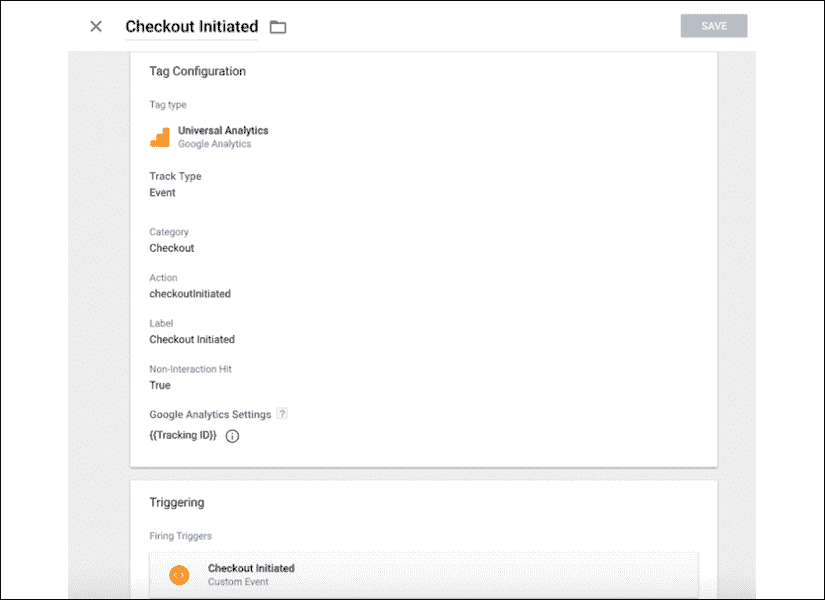 Checkout Initiated
SAVE
Tag Configuration
Tag type
Universal Analytics
Google Analytics
Track Type
Event
Category
Checkout
Action
checkoutInitiated
Label
Checkout Initiated
Non-Interaction Hit
True
Google Analytics Settings ?
{{Tracking ID}}
Triggering
Firing Triggers
Checkout Initiated
Custom Event